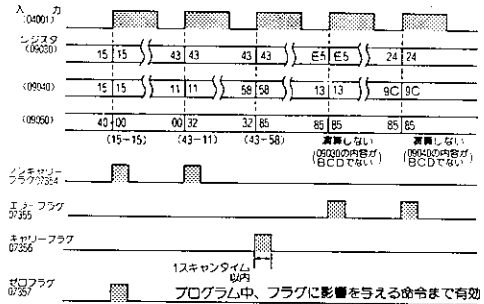 入　力
(04001)
レジスタ
(09030)
15 15 43 43 43 43 E5 E5 24 24
(09040)
15 15 11 11 58 58 13 13 9C 9C
(09050)
40 00 00 32 32 85 85 85 85 85
(15-15) (43-11) (43-58) 演算しない 演算しない
(09030の内容が (09040の内容が
BCDでない) BCDでない)
ノンキャリー
フラグ07354
エラーフラグ
07355
キャリーフラグ
07356
1スキャンタイム
以内
ゼロフラグ
07357
プログラム中、フラグに影響を与える命令まで有効